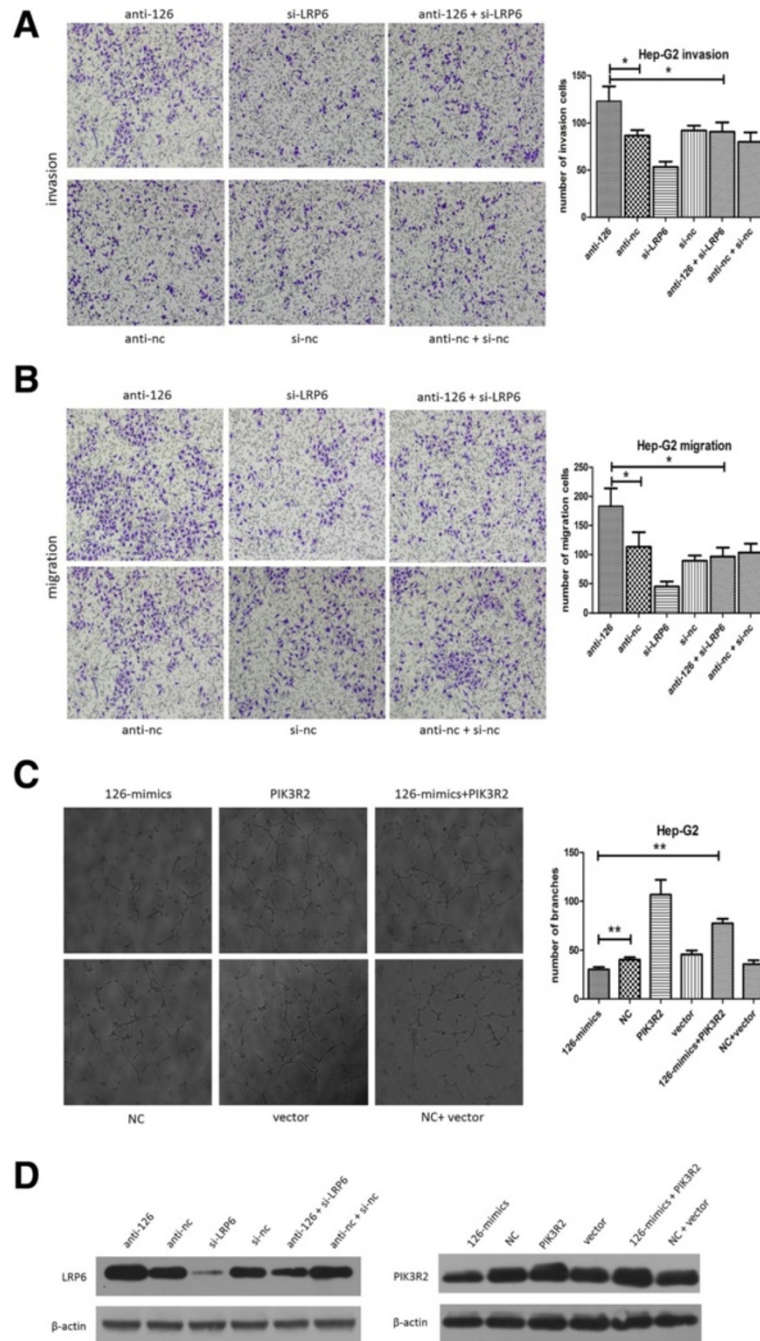 A
anti-126 si-LRP6 anti-126 + si-LRP6
invasion
anti-nc si-nc anti-nc + si-nc
Hep-G2 invasion
number of invasion cells
150
100
50
0
* *
anti-126 anti-nc si-LRP6 si-nc anti-126 + si-LRP6 anti-nc + si-nc
B
anti-126 si-LRP6 anti-126 + si-LRP6
migration
anti-nc si-nc anti-nc + si-nc
Hep-G2 migration
number of migration cells
250
200
150
100
50
0
* *
anti-126 anti-nc si-LRP6 si-nc anti-126 + si-LRP6 anti-nc + si-nc
C
126-mimics PIK3R2 126-mimics+PIK3R2
NC vector NC+ vector
Hep-G2
number of branches
150
100
50
0
** **
126-mimics NC PIK3R2 vector 126-mimics+PIK3R2 NC+vector
D
anti-126 anti-nc si-LRP6 si-nc anti-126 + si-LRP6 anti-nc + si-nc
LRP6
β-actin
126-mimics NC PIK3R2 vector 126-mimics + PIK3R2 NC + vector
PIK3R2
β-actin